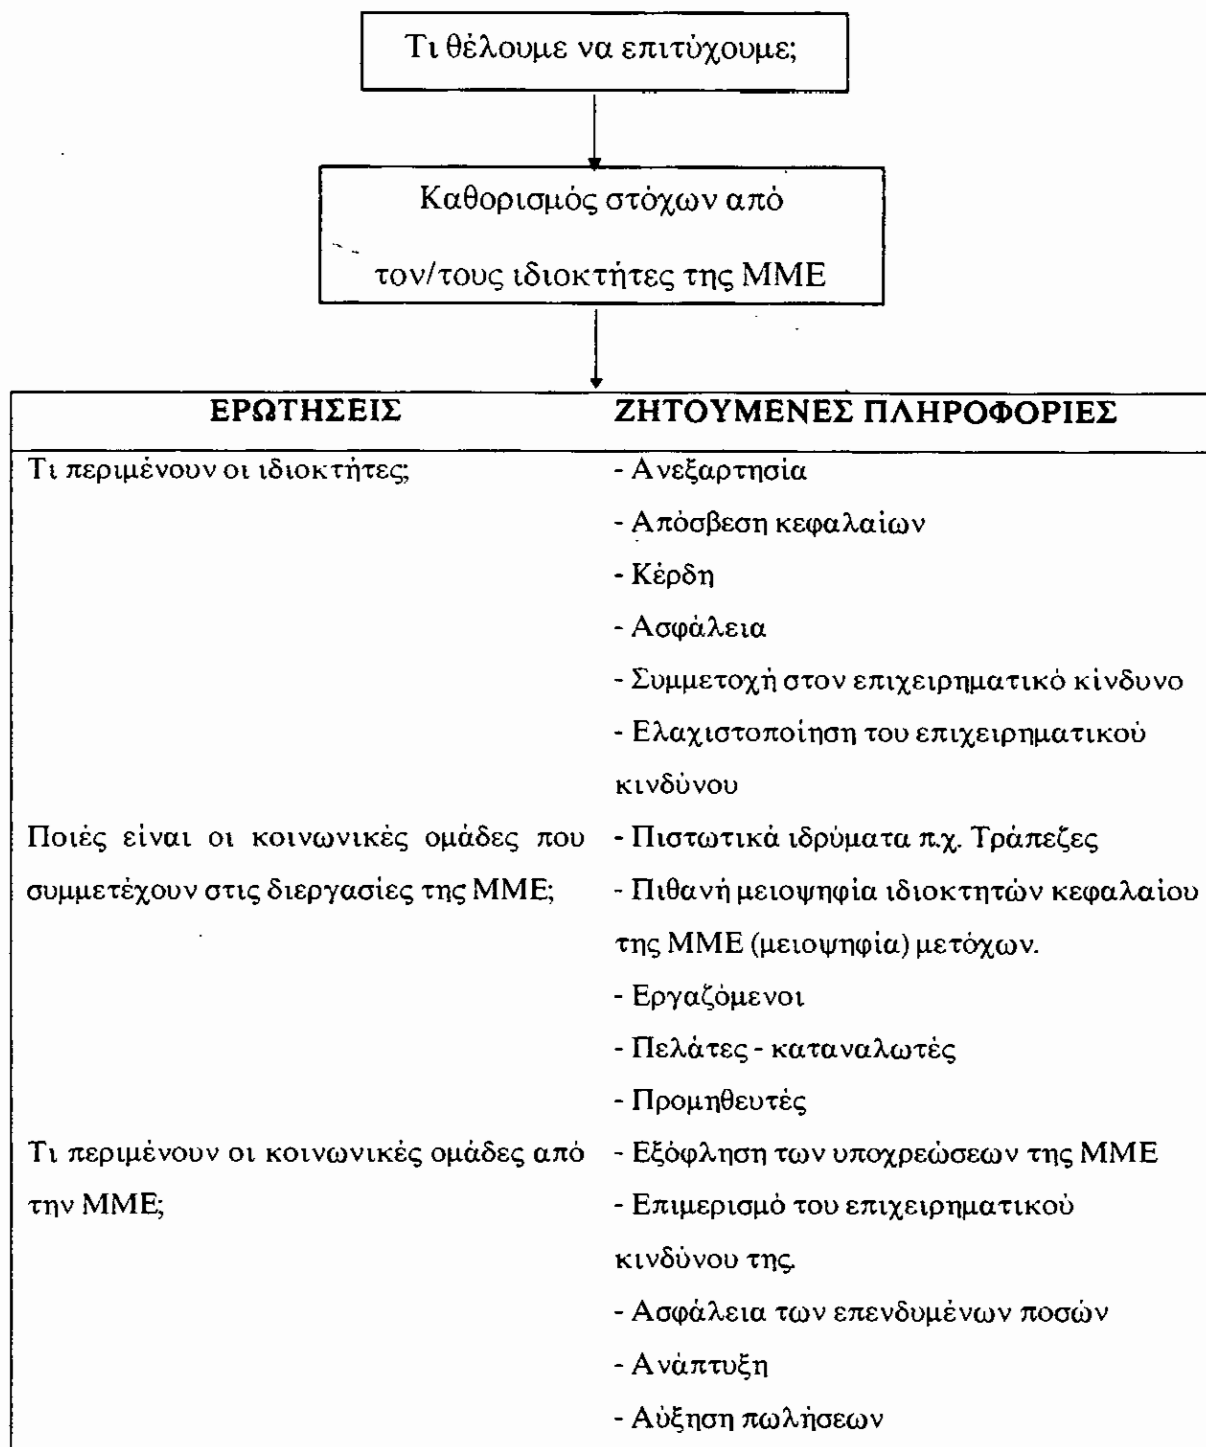 Τι θέλουμε να επιτύχουμε;
Καθορισμός στόχων από
τον/τους ιδιοκτήτες της ΜΜΕ
ΕΡΩΤΗΣΕΙΣ
ΖΗΤΟΥΜΕΝΕΣ ΠΛΗΡΟΦΟΡΙΕΣ
Τι περιμένουν οι ιδιοκτήτες;
- Ανεξαρτησία
- Απόσβεση κεφαλαίων
- Κέρδη
- Ασφάλεια
- Συμμετοχή στον επιχειρηματικό κίνδυνο
- Ελαχιστοποίηση του επιχειρηματικού
κινδύνου
Ποιές είναι οι κοινωνικές ομάδες που
συμμετέχουν στις διεργασίες της ΜΜΕ;
- Πιστωτικά ιδρύματα π.χ. Τράπεζες
- Πιθανή μειοψηφία ιδιοκτητών κεφαλαίου
της ΜΜΕ (μειοψηφία) μετόχων.
- Εργαζόμενοι
- Πελάτες - καταναλωτές
- Προμηθευτές
Τι περιμένουν οι κοινωνικές ομάδες από
την ΜΜΕ;
- Εξόφληση των υποχρεώσεων της ΜΜΕ
- Επιμερισμό του επιχειρηματικού
κινδύνου της.
- Ασφάλεια των επενδυμένων ποσών
- Ανάπτυξη
- Αύξηση πωλήσεων